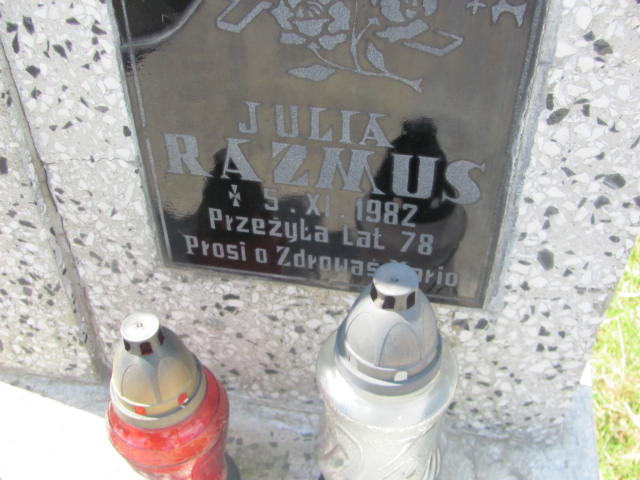 JULIA
RAZMUS
✝ 5.XI.1982
Przeżyła Lat 78
Prosi o Zdrowaś Mario